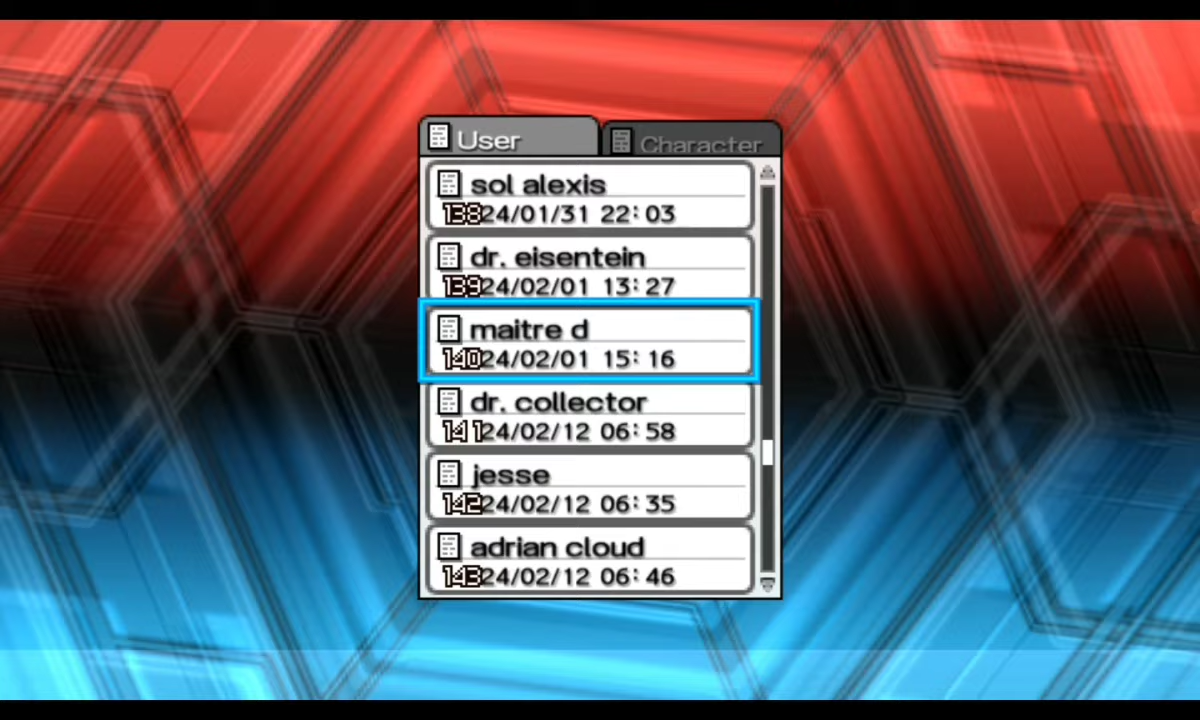 User
Character
sol alexis
138 24/01/31 22:03
dr. eisentein
139 24/02/01 13:27
maitre d
140 24/02/01 15:16
dr. collector
141 24/02/12 06:58
jesse
142 24/02/12 06:35
adrian cloud
143 24/02/12 06:46